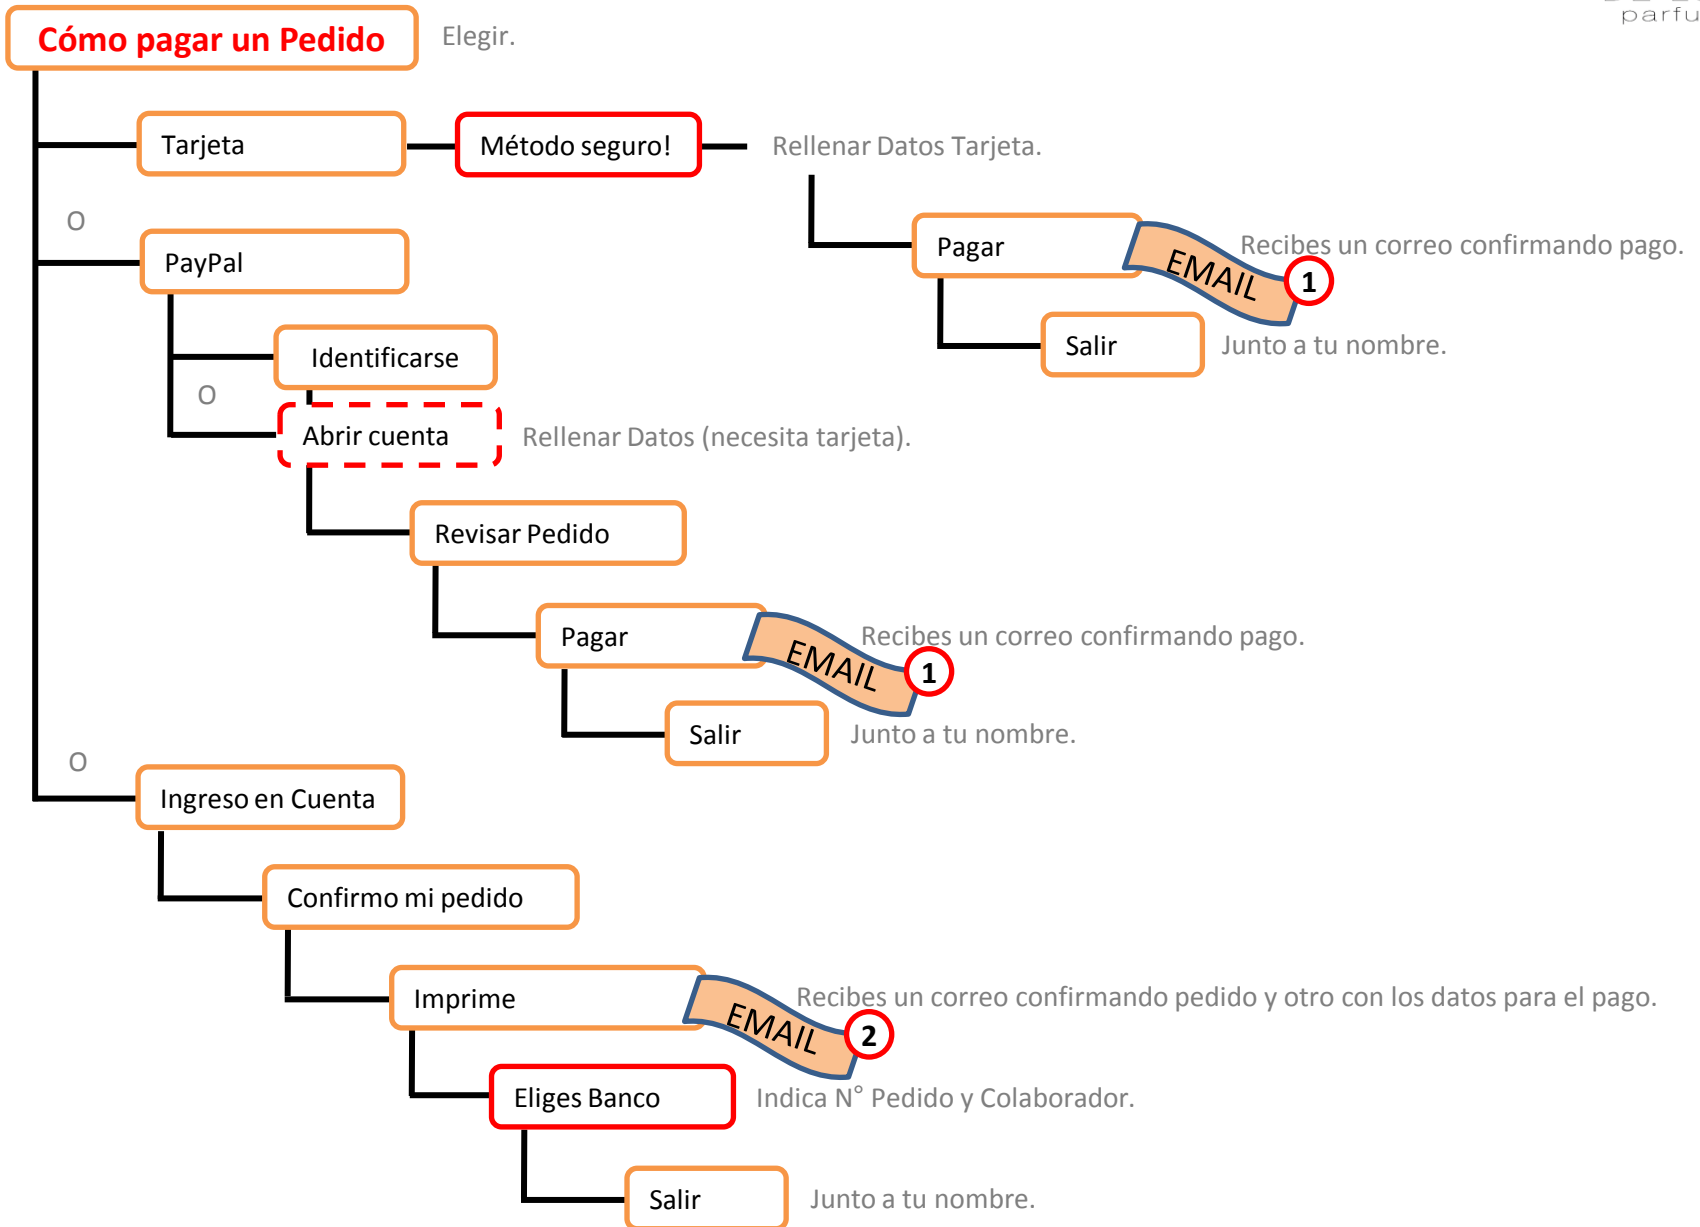 parfu
Cómo pagar un Pedido
Elegir.
Tarjeta
Método seguro!
Rellenar Datos Tarjeta.
O
PayPal
Pagar
EMAIL
1
Recibes un correo confirmando pago.
Salir
Junto a tu nombre.
Identificarse
O
Abrir cuenta
Rellenar Datos (necesita tarjeta).
Revisar Pedido
Pagar
EMAIL
1
Recibes un correo confirmando pago.
Salir
Junto a tu nombre.
O
Ingreso en Cuenta
Confirmo mi pedido
Imprime
EMAIL
2
Recibes un correo confirmando pedido y otro con los datos para el pago.
Eliges Banco
Indica N° Pedido y Colaborador.
Salir
Junto a tu nombre.